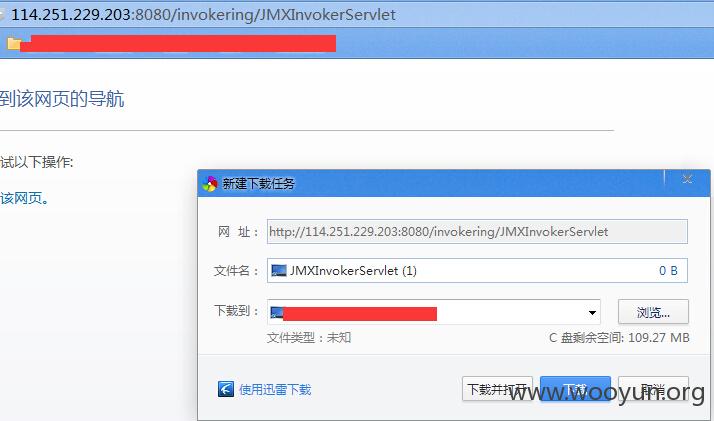 114.251.229.203:8080/invokering/JMXInvokerServlet
到该网页的导航
试以下操作:
该网页。
新建下载任务
网 址: http://114.251.229.203:8080/invokering/JMXInvokerServlet
文件名: JMXInvokerServlet (1) 0 B
下载到: 浏览...
文件类型: 未知 C 盘剩余空间: 109.27 MB
使用迅雷下载 下载并打开 下载 取消
www.wooyun.org